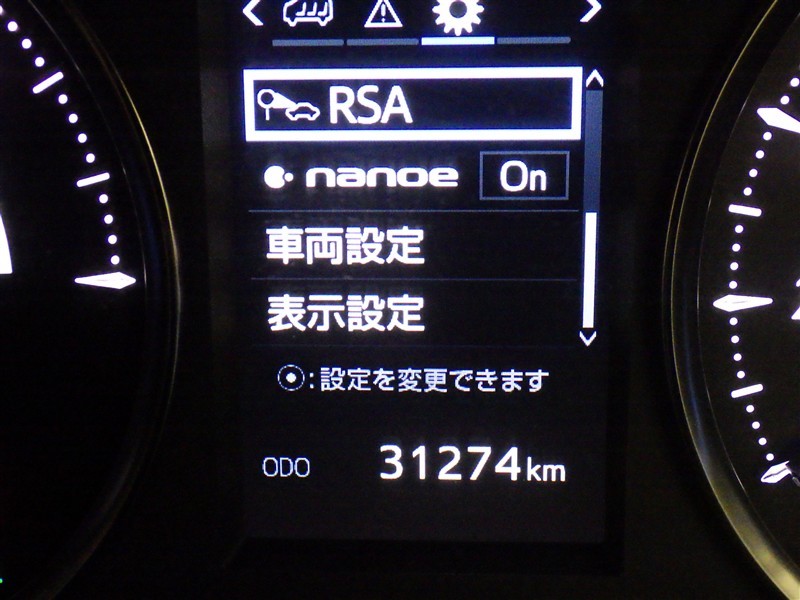 RSA
nanoe On
車両設定
表示設定
⦿:設定を変更できます
ODO 31274km